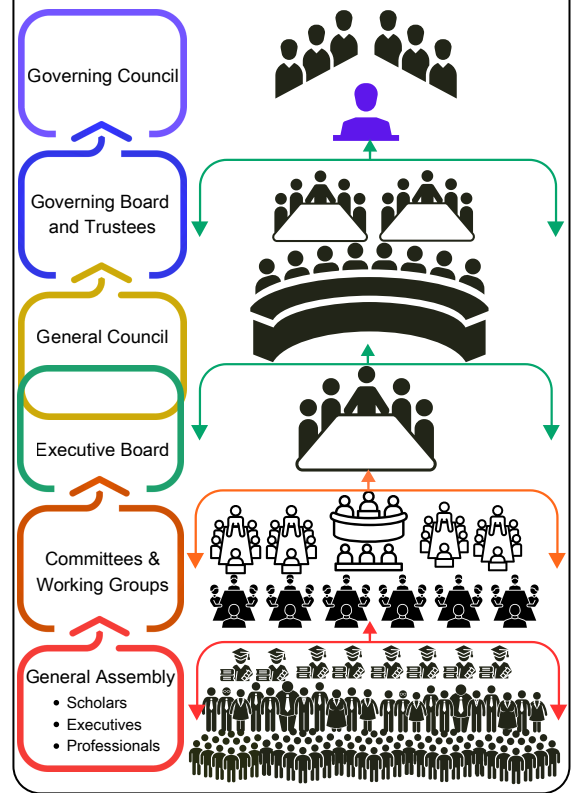 Governing Council
Governing Board
and Trustees
General Council
Executive Board
Committees &
Working Groups
General Assembly
• Scholars
• Executives
• Professionals